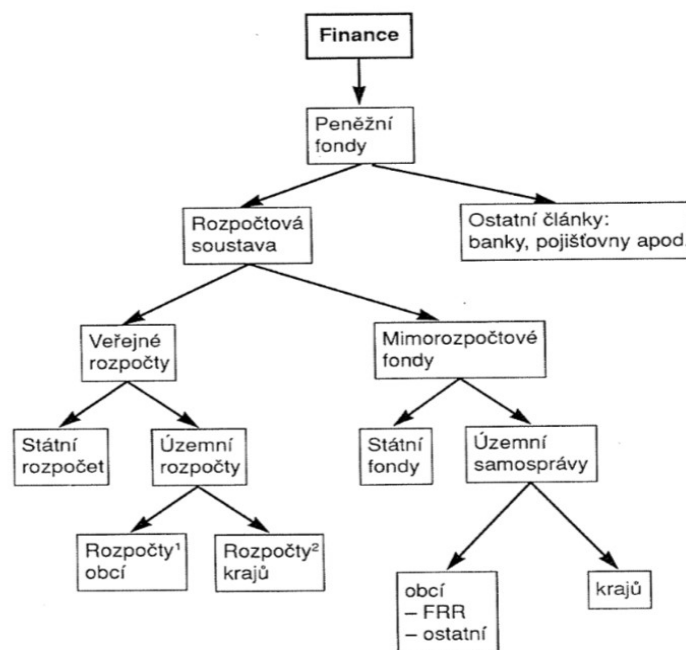 Finance
Peněžní
fondy
Rozpočtová
soustava
Ostatní články:
banky, pojišťovny apod.
Veřejné
rozpočty
Mimorozpočtové
fondy
Státní
rozpočet
Územní
rozpočty
Státní
fondy
Územní
samosprávy
Rozpočty¹
obcí
Rozpočty²
krajů
obcí
– FRR
– ostatní
krajů